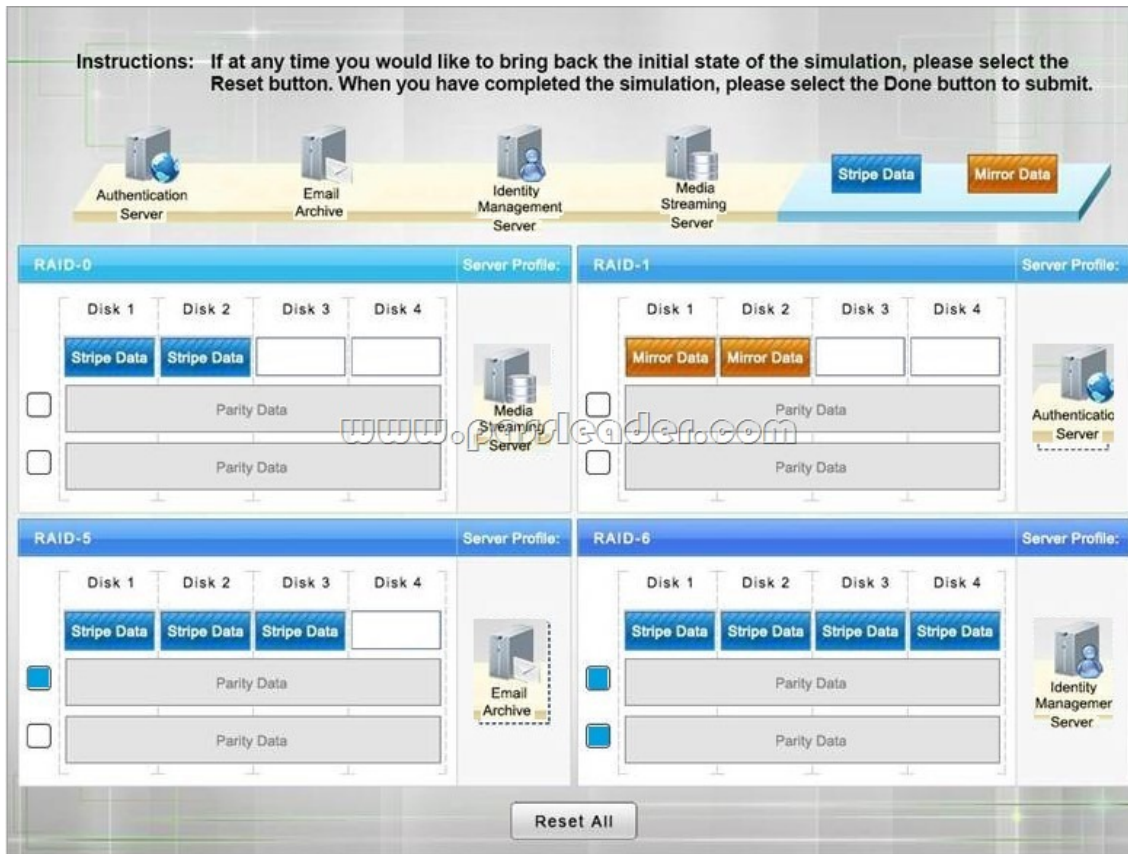 Instructions: If at any time you would like to bring back the initial state of the simulation, please select the
Reset button. When you have completed the simulation, please select the Done button to submit.
Authentication
Server
Email
Archive
Identity
Management
Server
Media
Streaming
Server
Stripe Data
Mirror Data
RAID-0 Server Profile:
Disk 1 Disk 2 Disk 3 Disk 4
Stripe Data Stripe Data
Parity Data
Parity Data
Media
Streaming
Server
RAID-1 Server Profile:
Disk 1 Disk 2 Disk 3 Disk 4
Mirror Data Mirror Data
Parity Data
Parity Data
Authenticatic
Server
www.parsleader.com
RAID-5 Server Profile:
Disk 1 Disk 2 Disk 3 Disk 4
Stripe Data Stripe Data Stripe Data
Parity Data
Parity Data
Email
Archive
RAID-6 Server Profile:
Disk 1 Disk 2 Disk 3 Disk 4
Stripe Data Stripe Data Stripe Data Stripe Data
Parity Data
Parity Data
Identity
Managemer
Server
Reset All